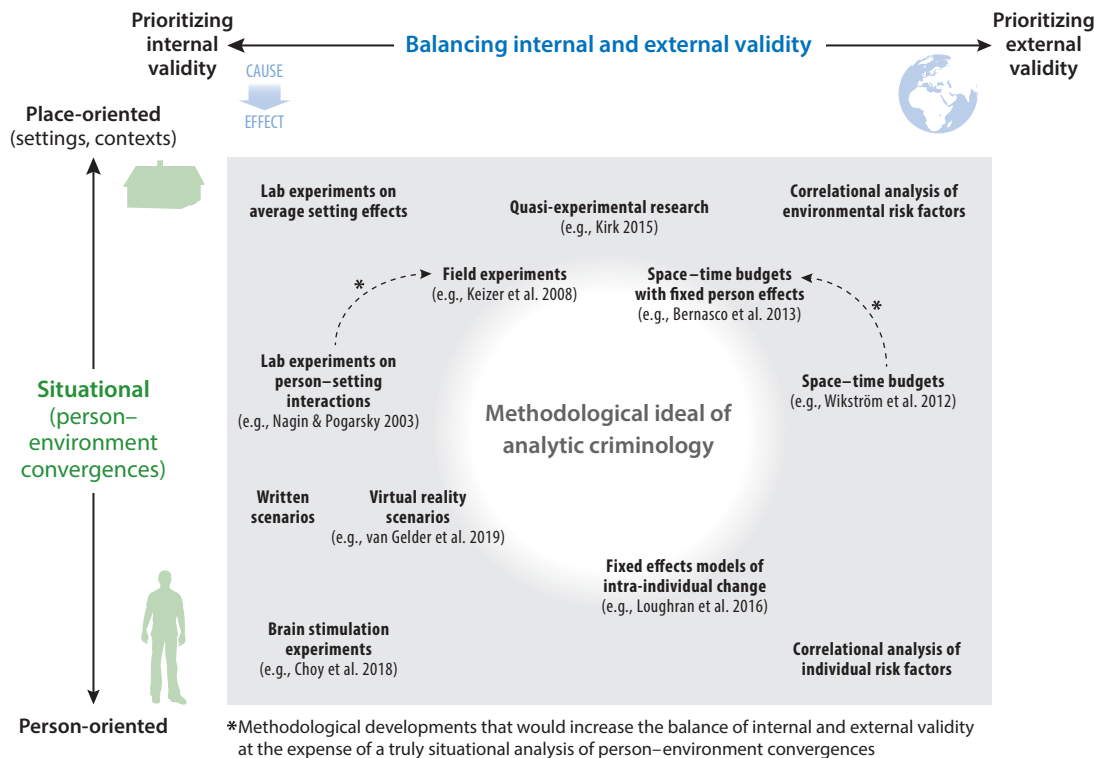 Prioritizing
internal
validity
Balancing internal and external validity
Prioritizing
external
validity
CAUSE
EFFECT
Place-oriented
(settings, contexts)
Lab experiments on
average setting effects
Quasi-experimental research
(e.g., Kirk 2015)
Correlational analysis of
environmental risk factors
*
Field experiments
(e.g., Keizer et al. 2008)
Space–time budgets
with fixed person effects
(e.g., Bernasco et al. 2013)
*
Situational
(person–
environment
convergences)
Lab experiments on
person–setting
interactions
(e.g., Nagin & Pogarsky 2003)
Methodological ideal of
analytic criminology
Space–time budgets
(e.g., Wikström et al. 2012)
Written
scenarios
Virtual reality
scenarios
(e.g., van Gelder et al. 2019)
Fixed effects models of
intra-individual change
(e.g., Loughran et al. 2016)
Brain stimulation
experiments
(e.g., Choy et al. 2018)
Correlational analysis of
individual risk factors
Person-oriented
*Methodological developments that would increase the balance of internal and external validity
at the expense of a truly situational analysis of person–environment convergences